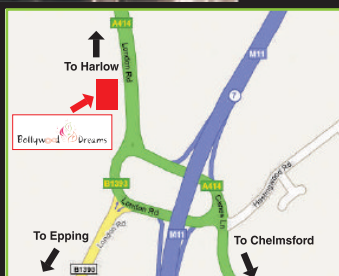 A414
London Rd
To Harlow
M11
7
Bollywood Dreams
Hastingwood Rd
B1393
A414
London Rd
Canes Ln
To Epping
London Rd
M11
To Chelmsford
B1393